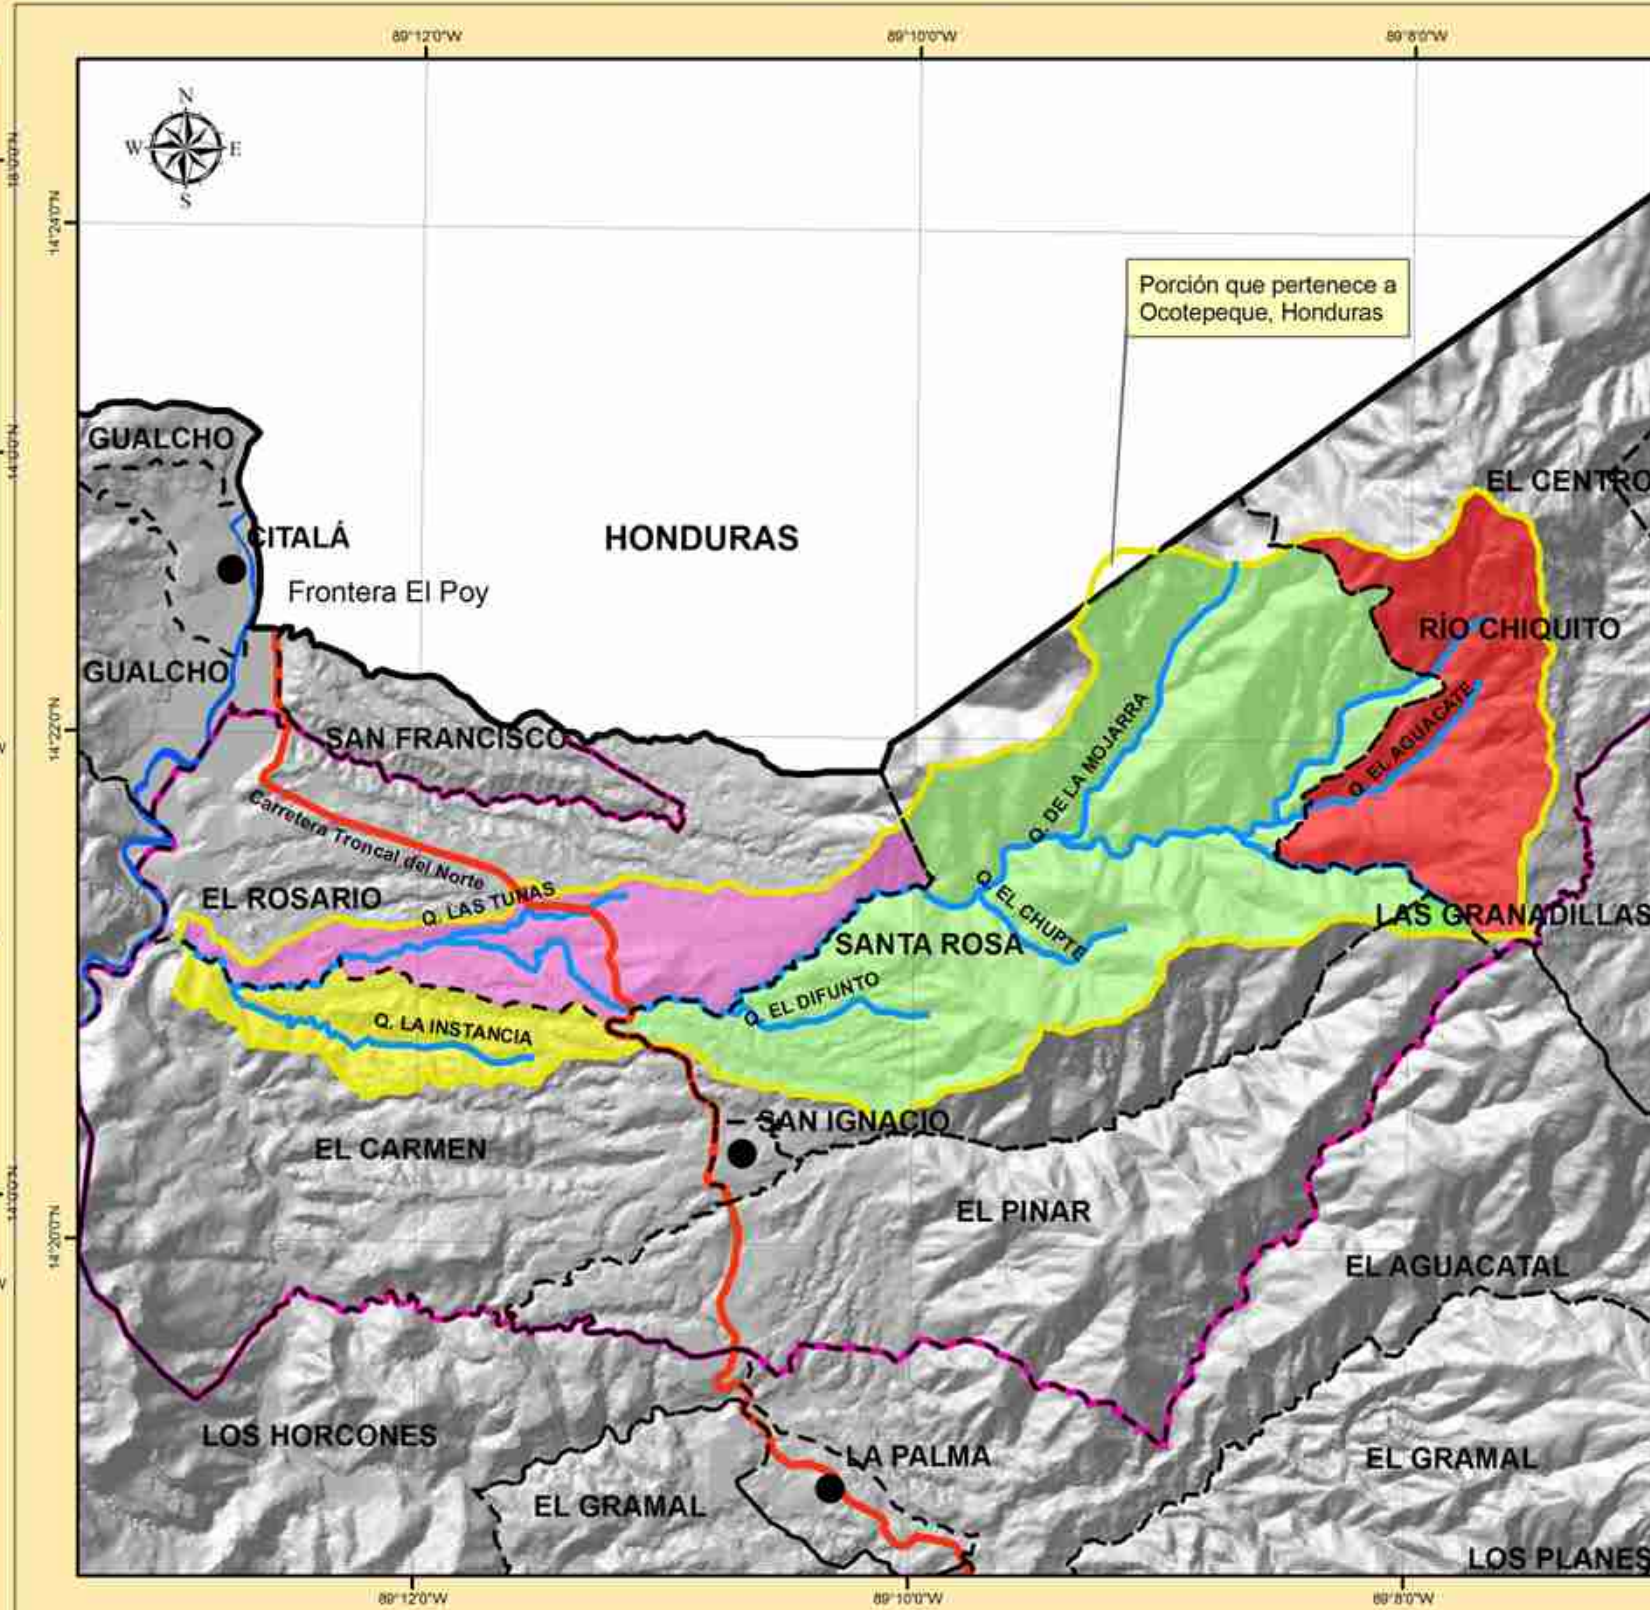 89°12'0"W
89°10'0"W
89°8'0"W
N
W
E
S
14°24'0"N
Porción que pertenece a
Ocotepeque, Honduras
GUALCHO
EL CENTRO
CITALÁ
HONDURAS
Frontera El Poy
RÍO CHIQUITO
GUALCHO
14°22'0"N
SAN FRANCISCO
Q. DE LA MOJARRA
Q. EL AGUACATE
Carretera Troncal del Norte
EL ROSARIO
Q. LAS TUNAS
Q. EL CHUPTE
LAS GRANADILLAS
SANTA ROSA
Q. EL DIFUNTO
Q. LA INSTANCIA
SAN IGNACIO
EL CARMEN
EL PINAR
14°20'0"N
EL AGUACATAL
LOS HORCONES
LA PALMA
EL GRAMAL
EL GRAMAL
LOS PLANES
89°12'0"W
89°10'0"W
89°8'0"W